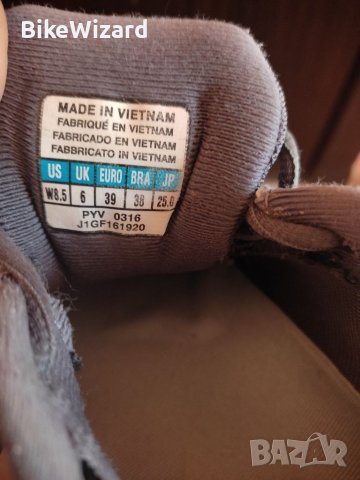 BikeWizard
MADE IN VIETNAM
FABRIQUÉ EN VIETNAM
FABRICADO EN VIETNAM
FABBRICATO IN VIETNAM
US UK EURO BRA JP
W8.5 6 39 38 25.0
PYV 0316
J1GF161920
BAZAR